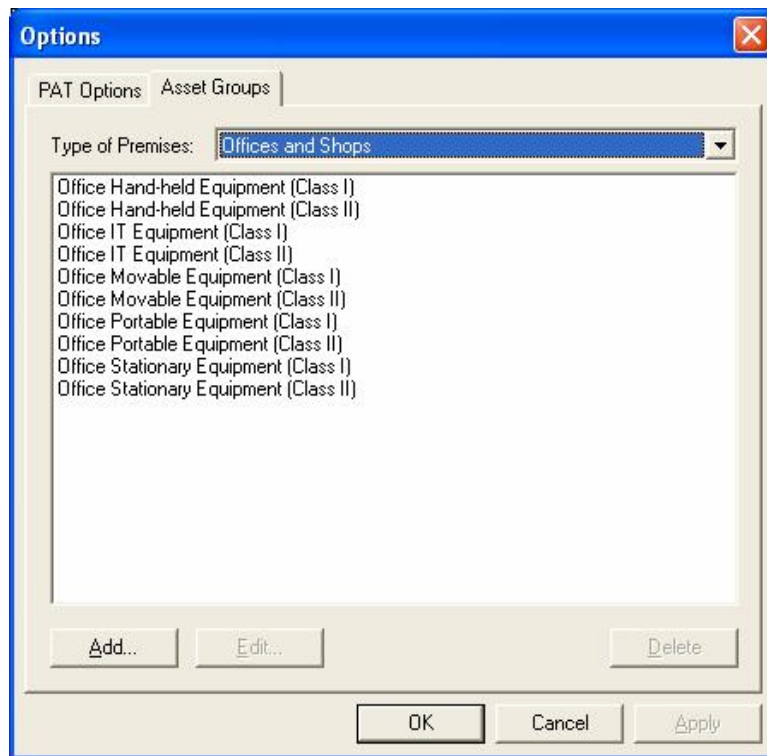 Options
PAT Options Asset Groups
Type of Premises: Offices and Shops
Office Hand-held Equipment (Class I)
Office Hand-held Equipment (Class II)
Office IT Equipment (Class I)
Office IT Equipment (Class II)
Office Movable Equipment (Class I)
Office Movable Equipment (Class II)
Office Portable Equipment (Class I)
Office Portable Equipment (Class II)
Office Stationary Equipment (Class I)
Office Stationary Equipment (Class II)
Add... Edit... Delete
OK Cancel Apply